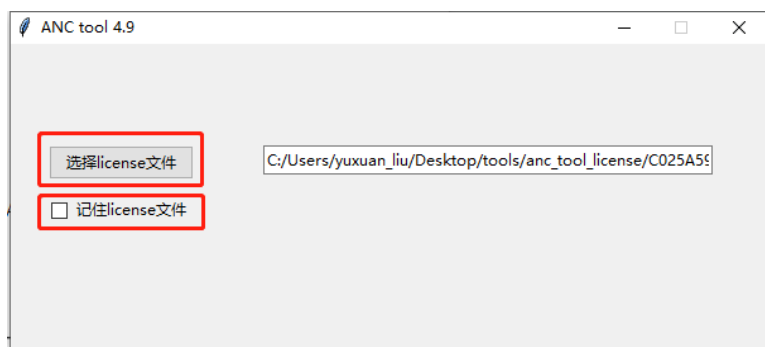 ANC tool 4.9
选择license文件
C:/Users/yuxuan_liu/Desktop/tools/anc_tool_license/C025A59
记住license文件